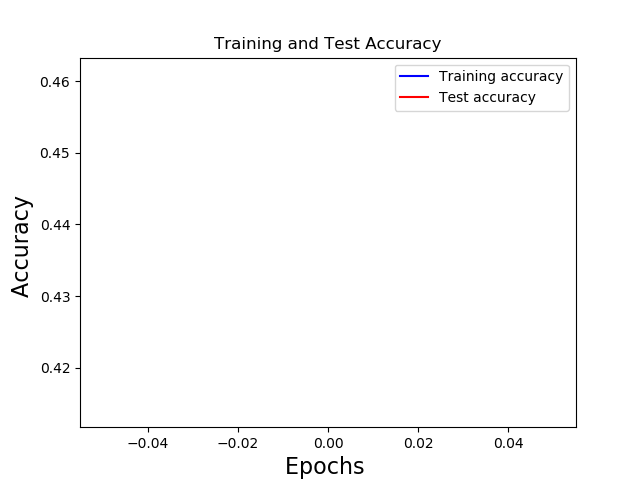 Training and Test Accuracy
Training accuracy
Test accuracy
0.46
0.45
0.44
0.43
0.42
Accuracy
−0.04 −0.02 0.00 0.02 0.04
Epochs